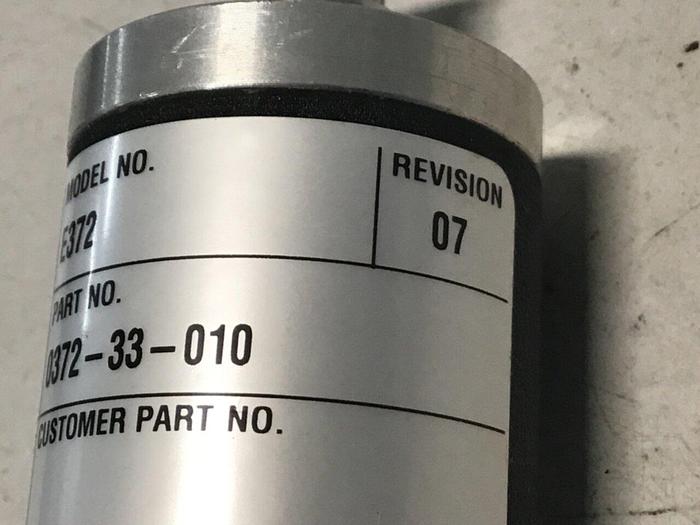 MODEL NO.
E372
REVISION
07
PART NO.
0372-33-010
CUSTOMER PART NO.